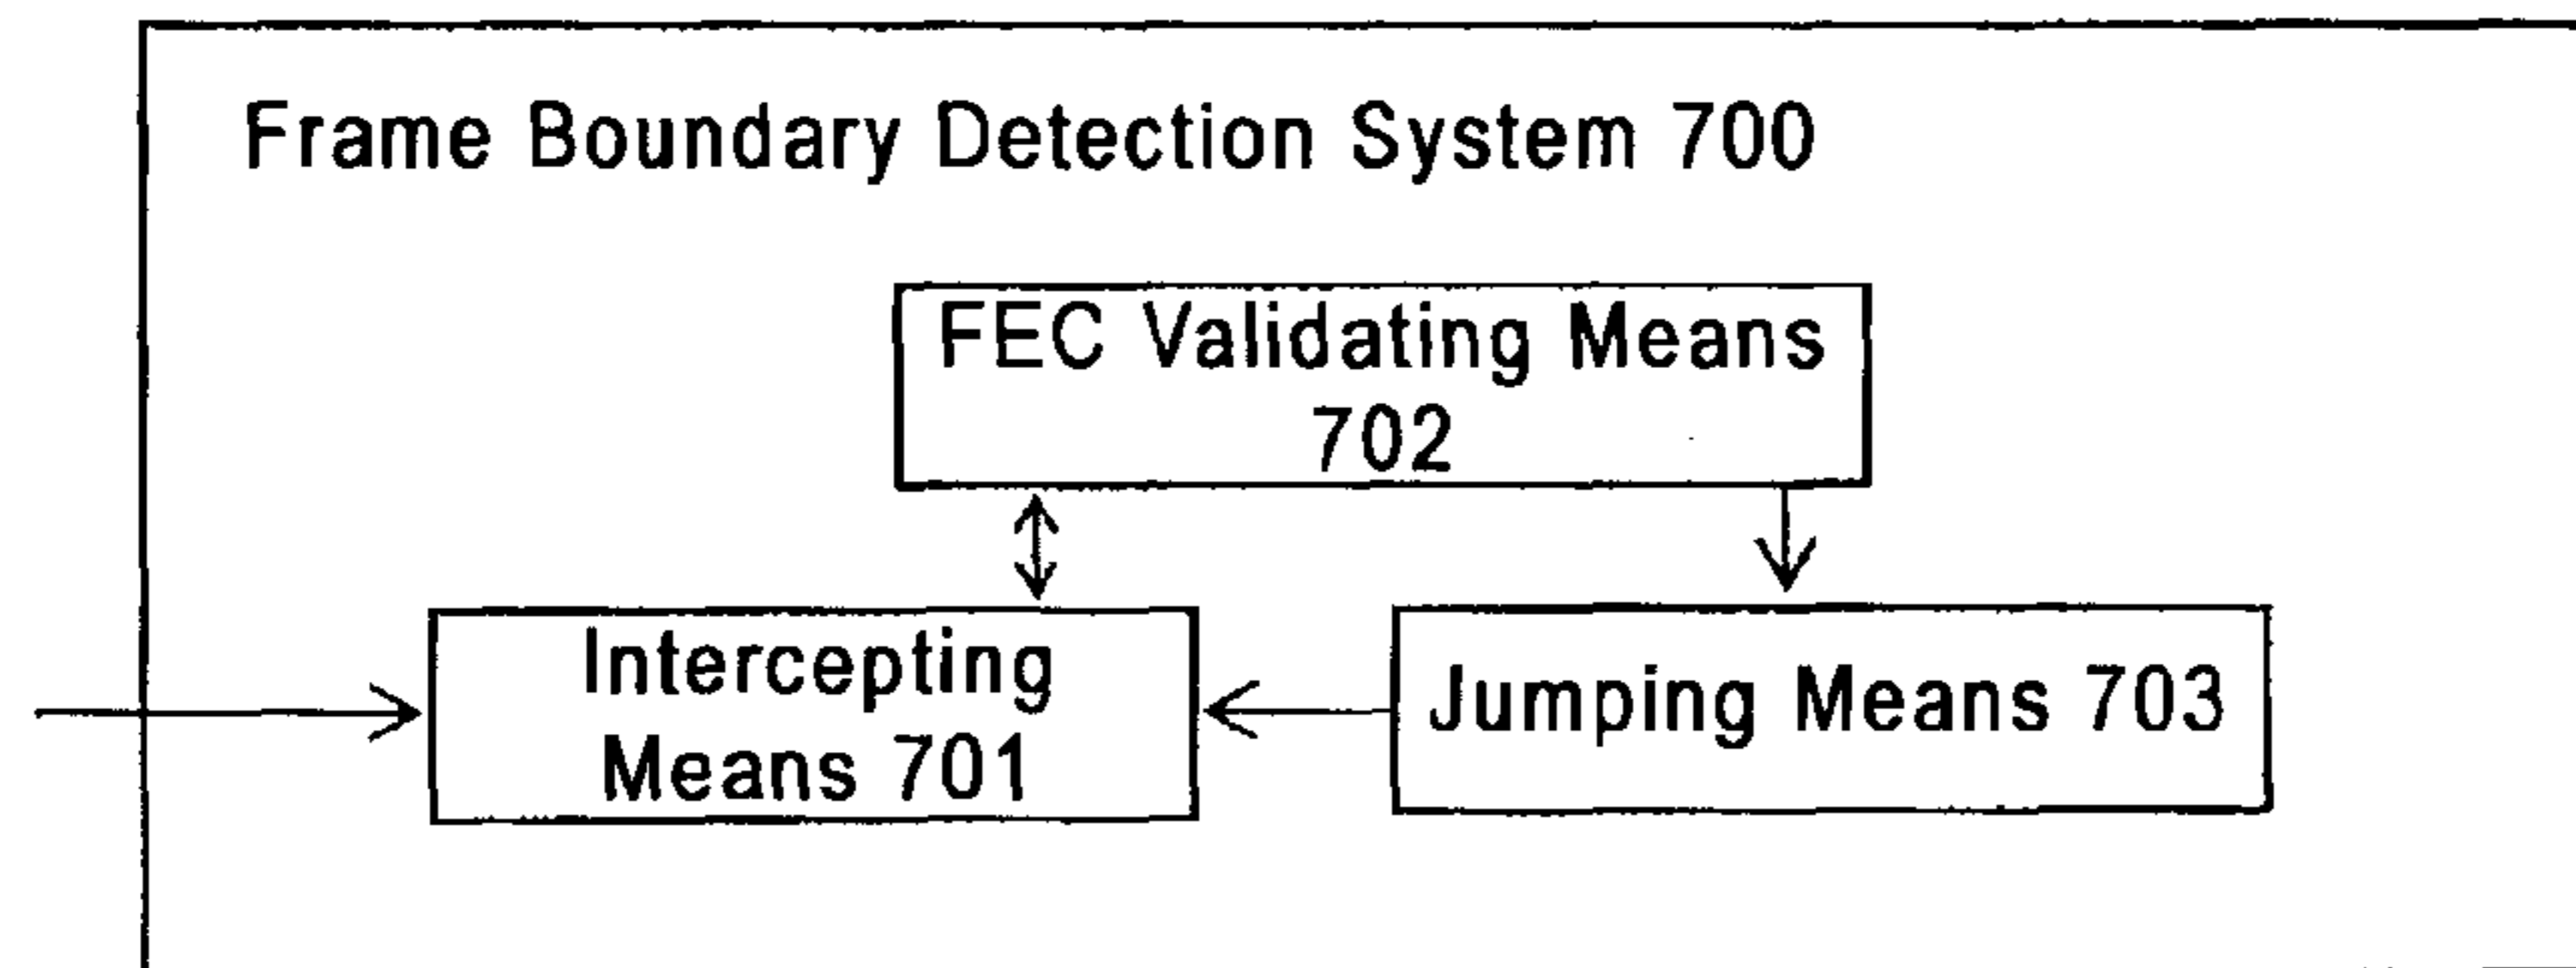 Frame Boundary Detection System 700
FEC Validating Means
702
Intercepting
Means 701
Jumping Means 703